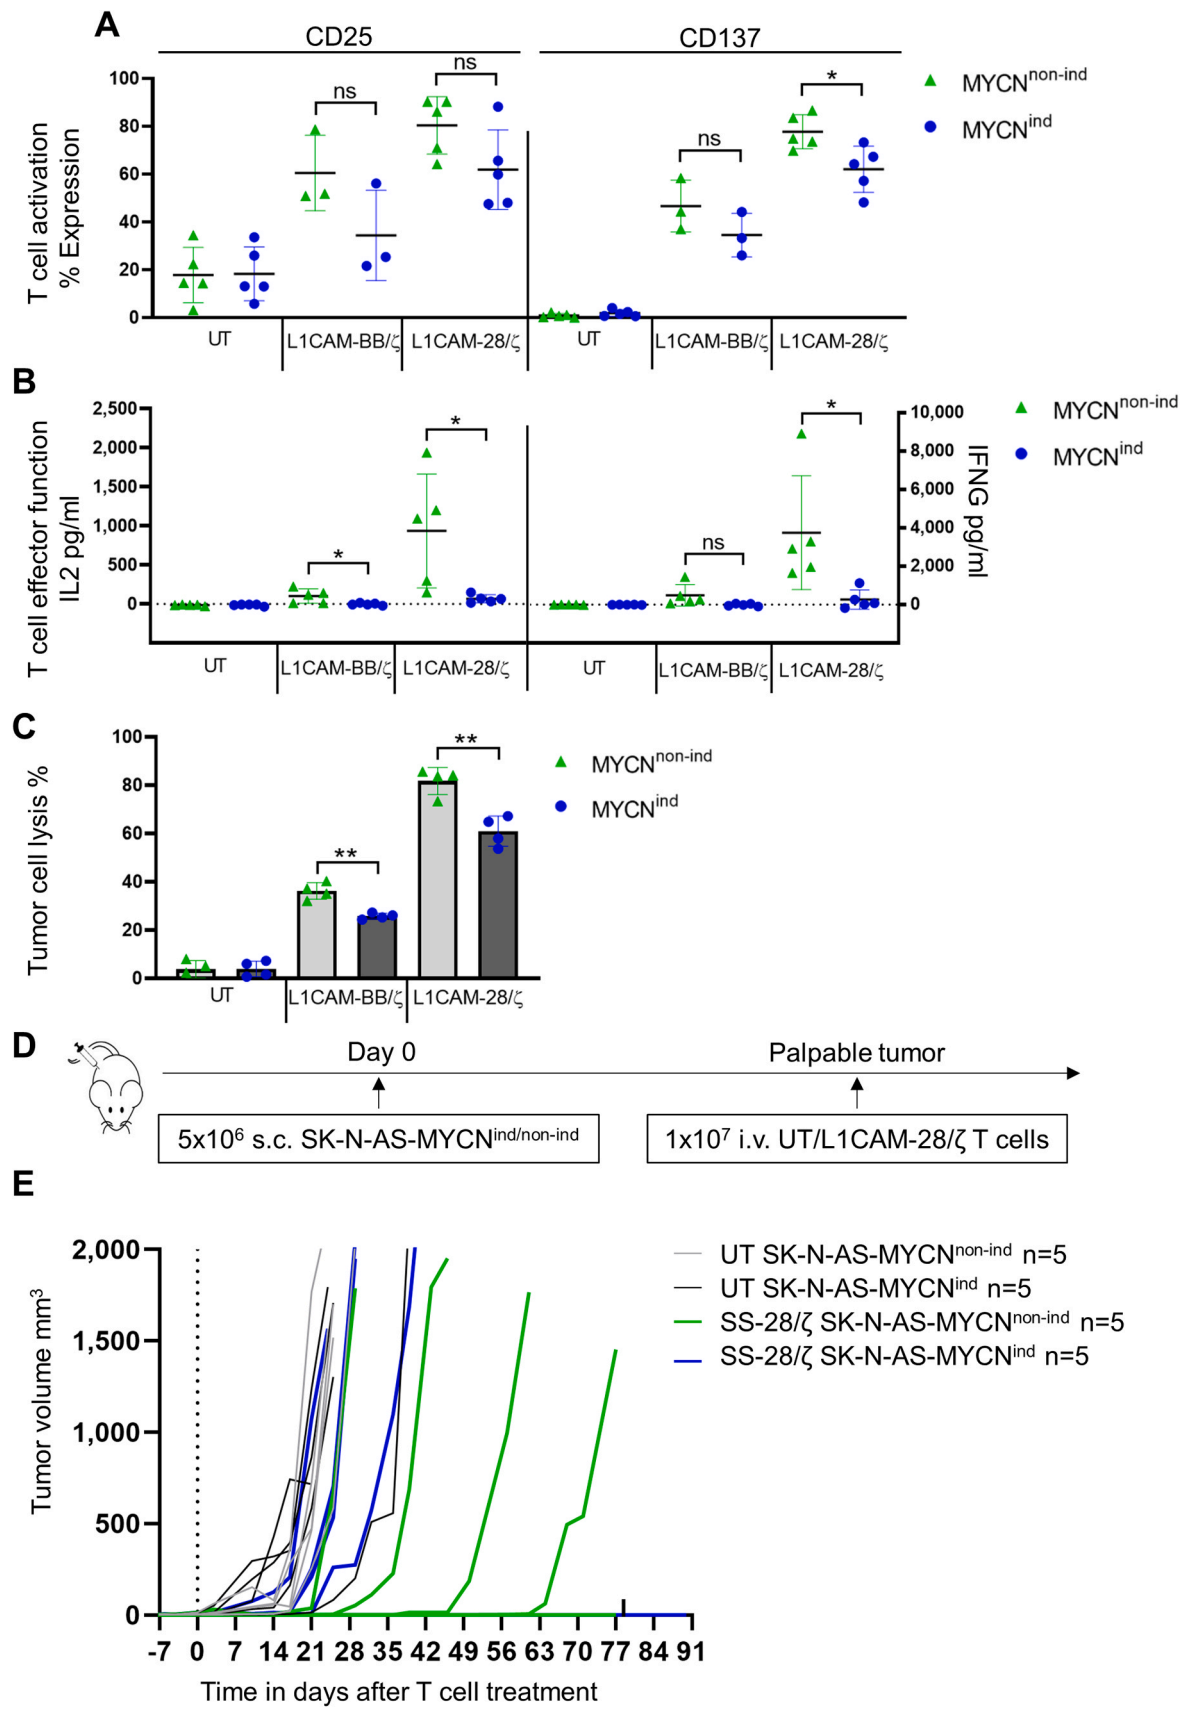 A
CD25
CD137
T cell activation
% Expression
100
80
60
40
20
0
ns
ns
ns
*
MYCNnon-ind
MYCNind
UT
L1CAM-BB/ζ
L1CAM-28/ζ
UT
L1CAM-BB/ζ
L1CAM-28/ζ
B
T cell effector function
IL2 pg/ml
2,500
2,000
1,500
1,000
500
0
*
*
ns
*
10,000
8,000
6,000
4,000
2,000
0
IFNG pg/ml
MYCNnon-ind
MYCNind
UT
L1CAM-BB/ζ
L1CAM-28/ζ
UT
L1CAM-BB/ζ
L1CAM-28/ζ
C
Tumor cell lysis %
100
80
60
40
20
0
**
**
MYCNnon-ind
MYCNind
UT
L1CAM-BB/ζ
L1CAM-28/ζ
D
Day 0
Palpable tumor
5x10⁶ s.c. SK-N-AS-MYCNind/non-ind
1x10⁷ i.v. UT/L1CAM-28/ζ T cells
E
Tumor volume mm³
2,000
1,500
1,000
500
0
UT SK-N-AS-MYCNnon-ind n=5
UT SK-N-AS-MYCNind n=5
SS-28/ζ SK-N-AS-MYCNnon-ind n=5
SS-28/ζ SK-N-AS-MYCNind n=5
-7 0 7 14 21 28 35 42 49 56 63 70 77 84 91
Time in days after T cell treatment